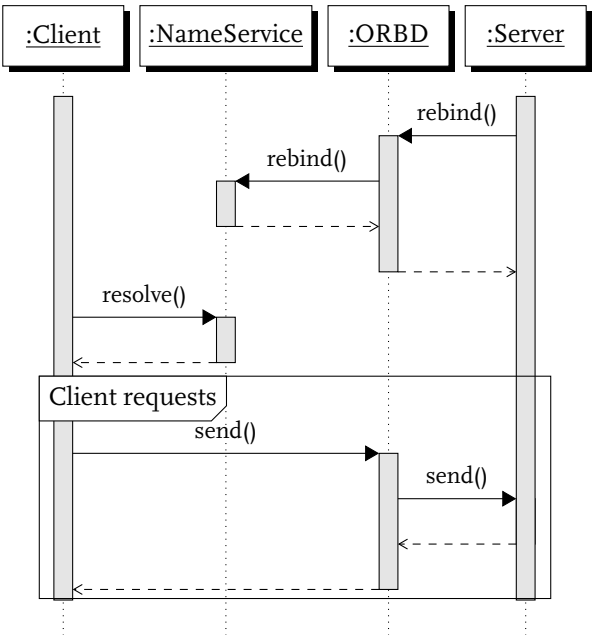 :Client
:NameService
:ORBD
:Server
rebind()
rebind()
resolve()
Client requests
send()
send()